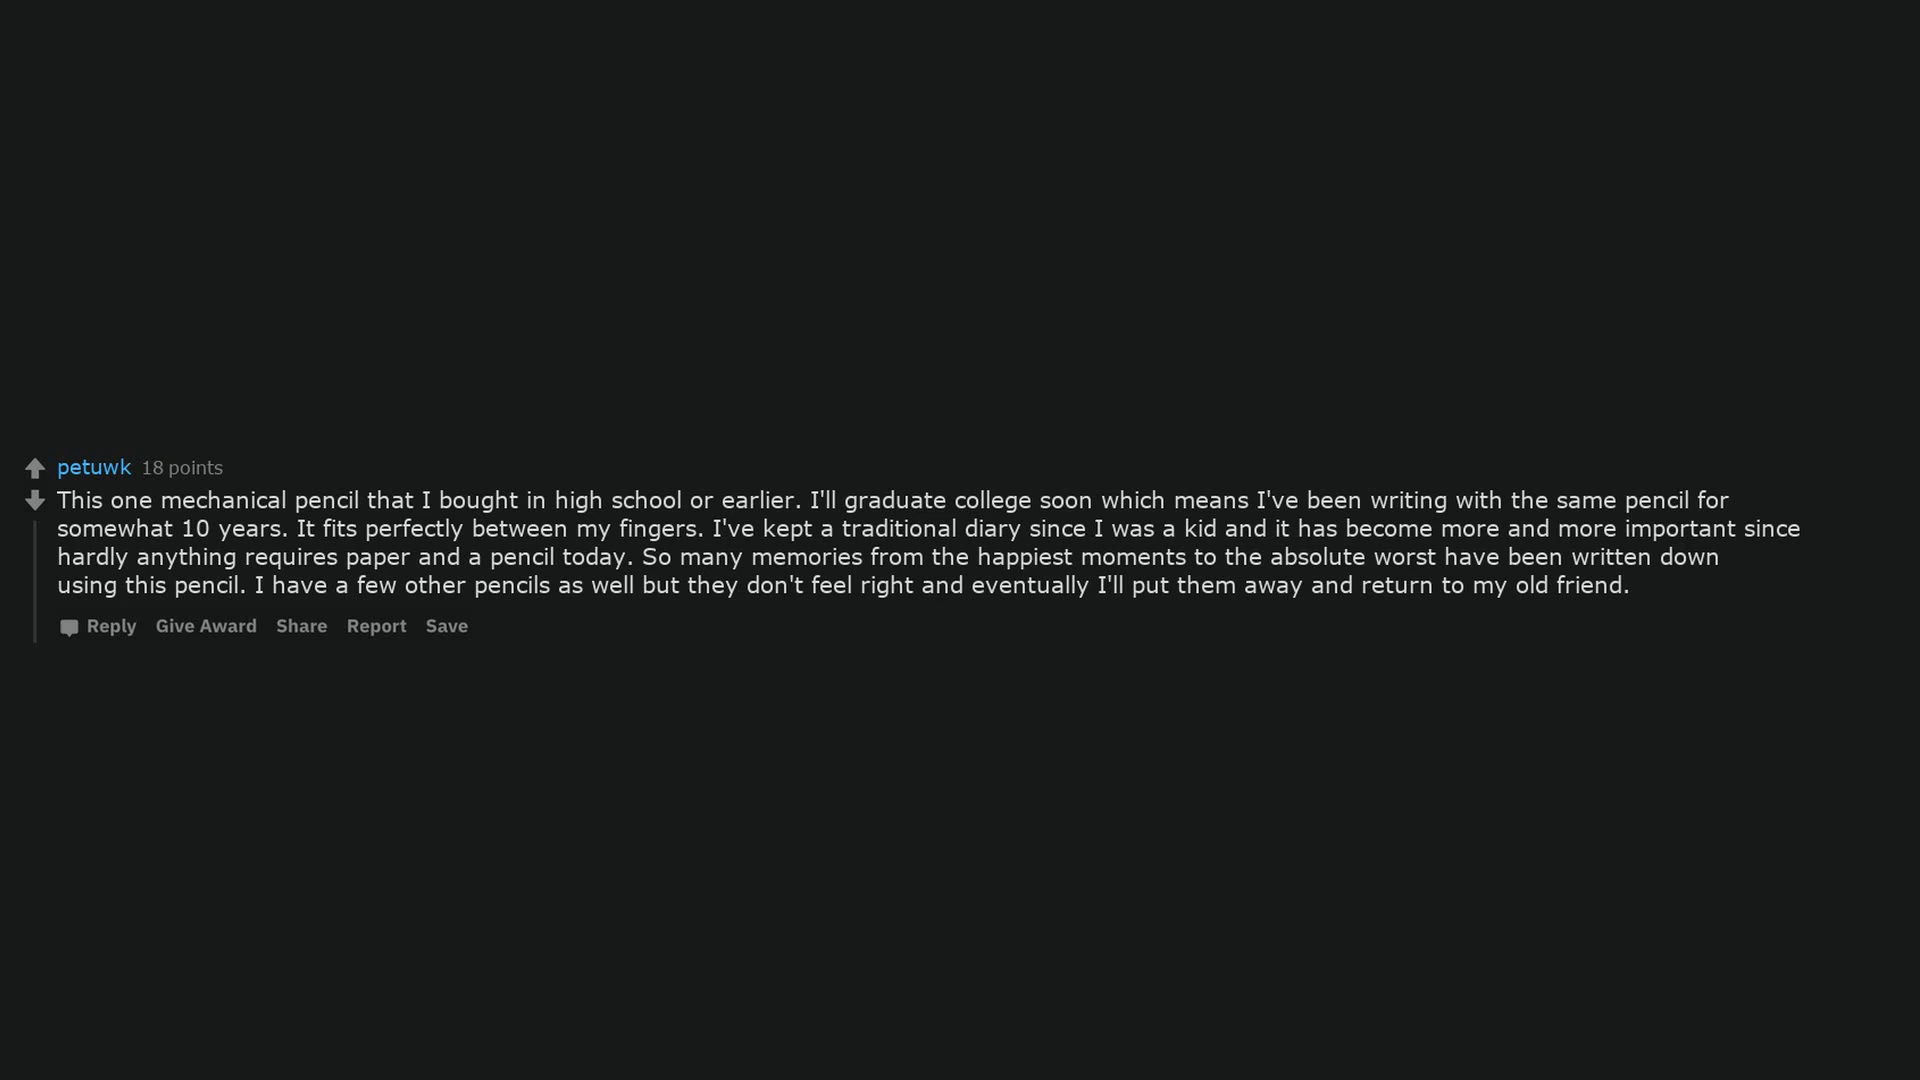 petuwk 18 points
This one mechanical pencil that I bought in high school or earlier. I'll graduate college soon which means I've been writing with the same pencil for
somewhat 10 years. It fits perfectly between my fingers. I've kept a traditional diary since I was a kid and it has become more and more important since
hardly anything requires paper and a pencil today. So many memories from the happiest moments to the absolute worst have been written down
using this pencil. I have a few other pencils as well but they don't feel right and eventually I'll put them away and return to my old friend.
Reply Give Award Share Report Save